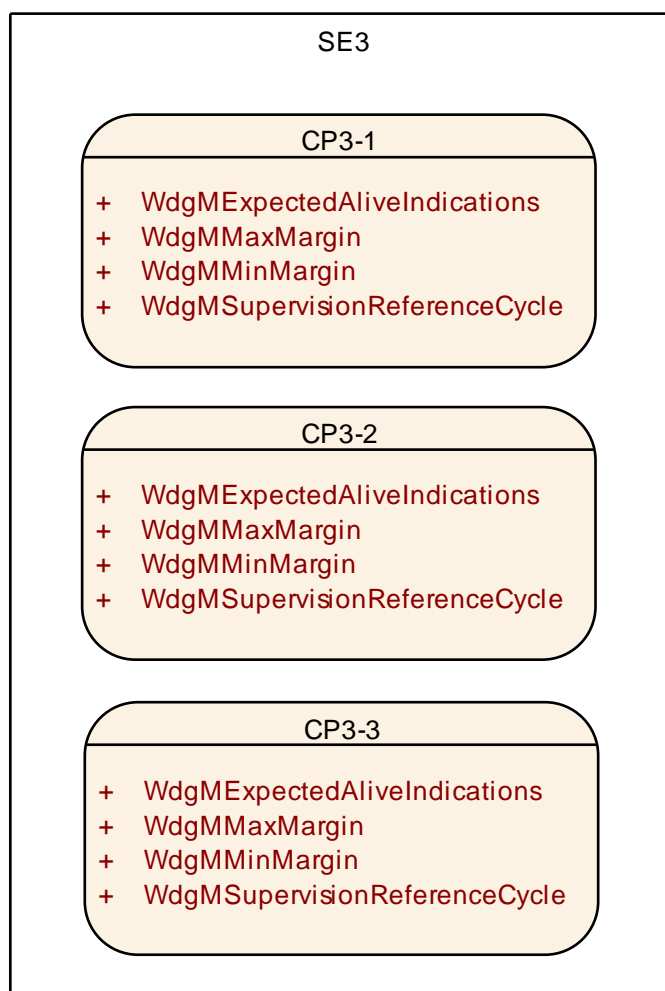 SE3
CP3-1
+ WdgMExpectedAliveIndications
+ WdgMMaxMargin
+ WdgMMinMargin
+ WdgMSupervisionReferenceCycle
CP3-2
+ WdgMExpectedAliveIndications
+ WdgMMaxMargin
+ WdgMMinMargin
+ WdgMSupervisionReferenceCycle
CP3-3
+ WdgMExpectedAliveIndications
+ WdgMMaxMargin
+ WdgMMinMargin
+ WdgMSupervisionReferenceCycle